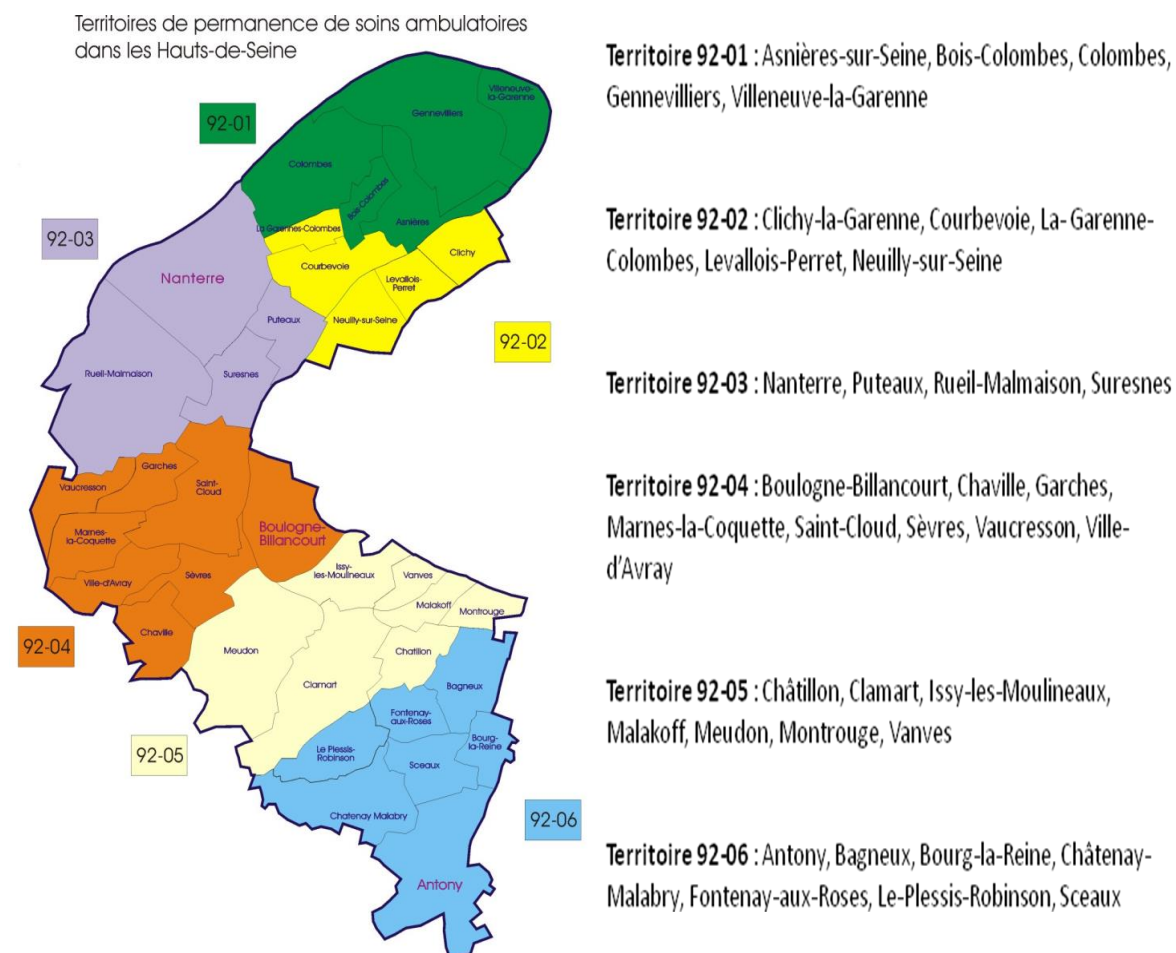 Territoires de permanence de soins ambulatoires
dans les Hauts-de-Seine
92-01
Villeneuve-
la-Garenne
Gennevilliers
Colombes
Bois-Colombes
Asnières
92-03
La Garennes-Colombes
Clichy
Courbevoie
Levallois-
Perret
Nanterre
Puteaux
Neuilly-sur-Seine
92-02
Rueil-Malmaison
Suresnes
Garches
Saint-
Cloud
Vaucresson
Marnes-
la-Coquette
Boulogne-
Billancourt
Ville-d'Avray
Sèvres
Issy-
les-Moulineaux
Vanves
Malakoff
Montrouge
Chaville
92-04
Meudon
Chatillon
Clamart
Bagneux
Fontenay-
aux-Roses
Bourg-
la-Reine
92-05
Le Plessis-
Robinson
Sceaux
Chatenay Malabry
92-06
Antony
Territoire 92-01 : Asnières-sur-Seine, Bois-Colombes, Colombes,
Gennevilliers, Villeneuve-la-Garenne
Territoire 92-02 : Clichy-la-Garenne, Courbevoie, La- Garenne-
Colombes, Levallois-Perret, Neuilly-sur-Seine
Territoire 92-03 : Nanterre, Puteaux, Rueil-Malmaison, Suresnes
Territoire 92-04 : Boulogne-Billancourt, Chaville, Garches,
Marnes-la-Coquette, Saint-Cloud, Sèvres, Vaucresson, Ville-
d'Avray
Territoire 92-05 : Châtillon, Clamart, Issy-les-Moulineaux,
Malakoff, Meudon, Montrouge, Vanves
Territoire 92-06 : Antony, Bagneux, Bourg-la-Reine, Châtenay-
Malabry, Fontenay-aux-Roses, Le-Plessis-Robinson, Sceaux